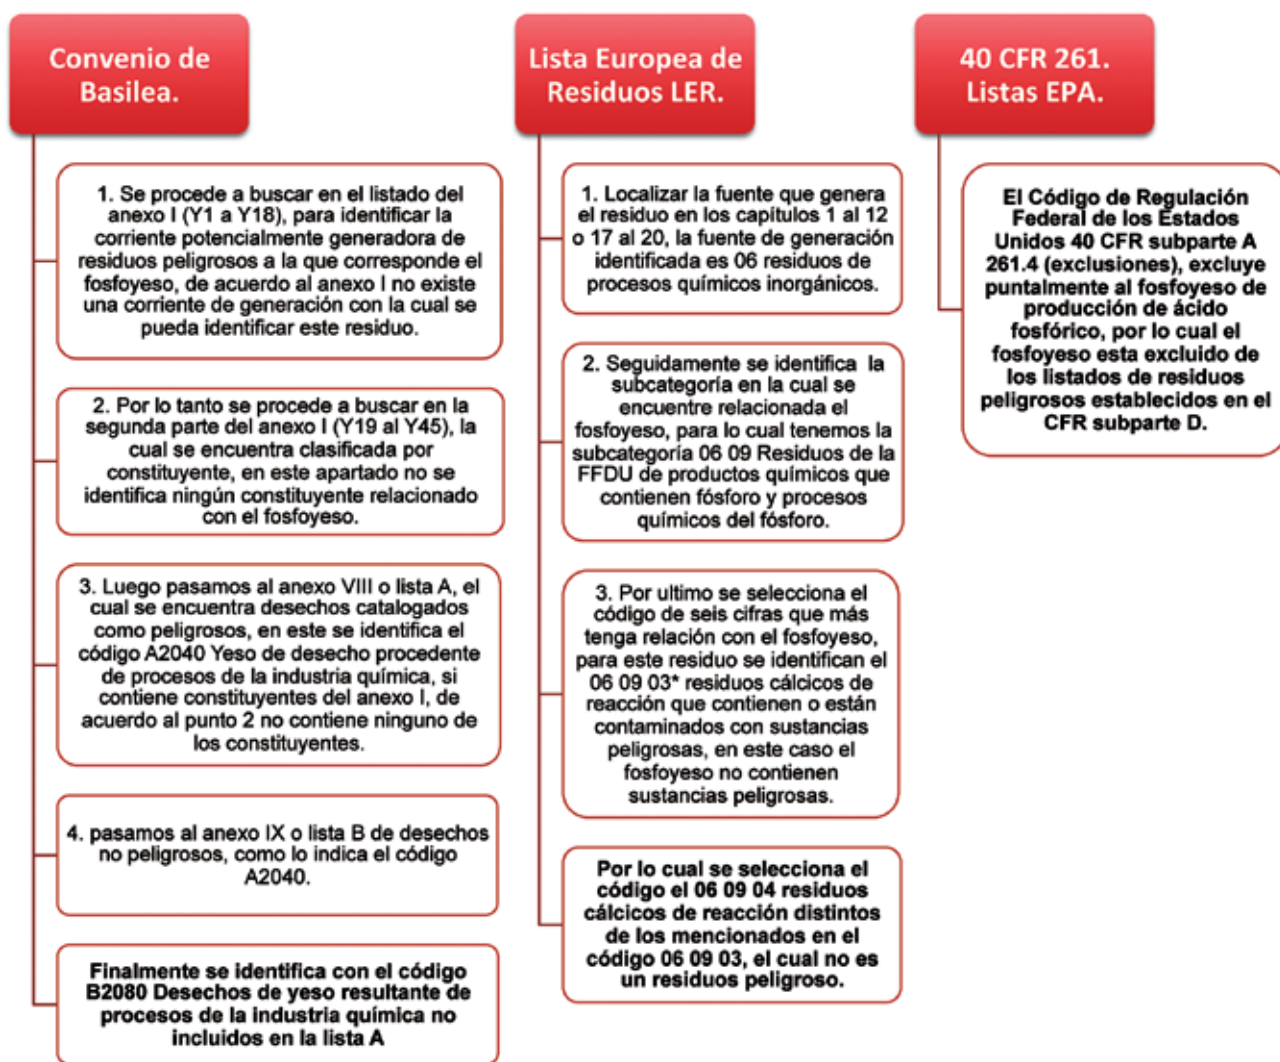 Convenio de
Basilea.
1. Se procede a buscar en el listado del
anexo I (Y1 a Y18), para identificar la
corriente potencialmente generadora de
residuos peligrosos a la que corresponde el
fosfoyeso, de acuerdo al anexo I no existe
una corriente de generación con la cual se
pueda identificar este residuo.
2. Por lo tanto se procede a buscar en la
segunda parte del anexo I (Y19 al Y45), la
cual se encuentra clasificada por
constituyente, en este apartado no se
identifica ningún constituyente relacionado
con el fosfoyeso.
3. Luego pasamos al anexo VIII o lista A, el
cual se encuentra desechos catalogados
como peligrosos, en este se identifica el
código A2040 Yeso de desecho procedente
de procesos de la industria química, si
contiene constituyentes del anexo I, de
acuerdo al punto 2 no contiene ninguno de
los constituyentes.
4. pasamos al anexo IX o lista B de desechos
no peligrosos, como lo indica el código
A2040.
Finalmente se identifica con el código
B2080 Desechos de yeso resultante de
procesos de la industria química no
incluidos en la lista A
Lista Europea de
Residuos LER.
1. Localizar la fuente que genera
el residuo en los capítulos 1 al 12
o 17 al 20, la fuente de generación
identificada es 06 residuos de
procesos químicos inorgánicos.
2. Seguidamente se identifica la
subcategoría en la cual se
encuentre relacionada el
fosfoyeso, para lo cual tenemos la
subcategoría 06 09 Residuos de la
FFDU de productos químicos que
contienen fósforo y procesos
químicos del fósforo.
3. Por ultimo se selecciona el
código de seis cifras que más
tenga relación con el fosfoyeso,
para este residuo se identifican el
06 09 03* residuos cálcicos de
reacción que contienen o están
contaminados con sustancias
peligrosas, en este caso el
fosfoyeso no contienen
sustancias peligrosas.
Por lo cual se selecciona el
código el 06 09 04 residuos
cálcicos de reacción distintos
de los mencionados en el
código 06 09 03, el cual no es
un residuos peligroso.
40 CFR 261.
Listas EPA.
El Código de Regulación
Federal de los Estados
Unidos 40 CFR subparte A
261.4 (exclusiones), excluye
puntalmente al fosfoyeso de
producción de ácido
fosfórico, por lo cual el
fosfoyeso esta excluido de
los listados de residuos
peligrosos establecidos en el
CFR subparte D.